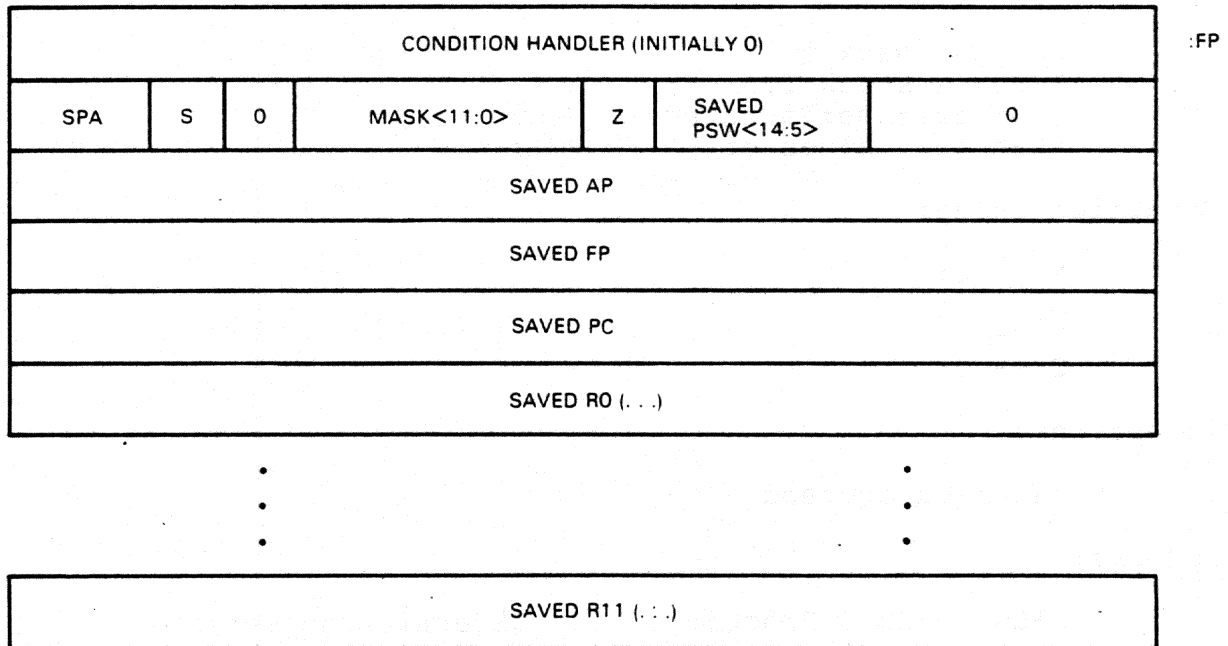 CONDITION HANDLER (INITIALLY 0) :FP
SPA S 0 MASK<11:0> Z SAVED PSW<14:5> 0
SAVED AP
SAVED FP
SAVED PC
SAVED R0 (. . .)
SAVED R11 (. . .)